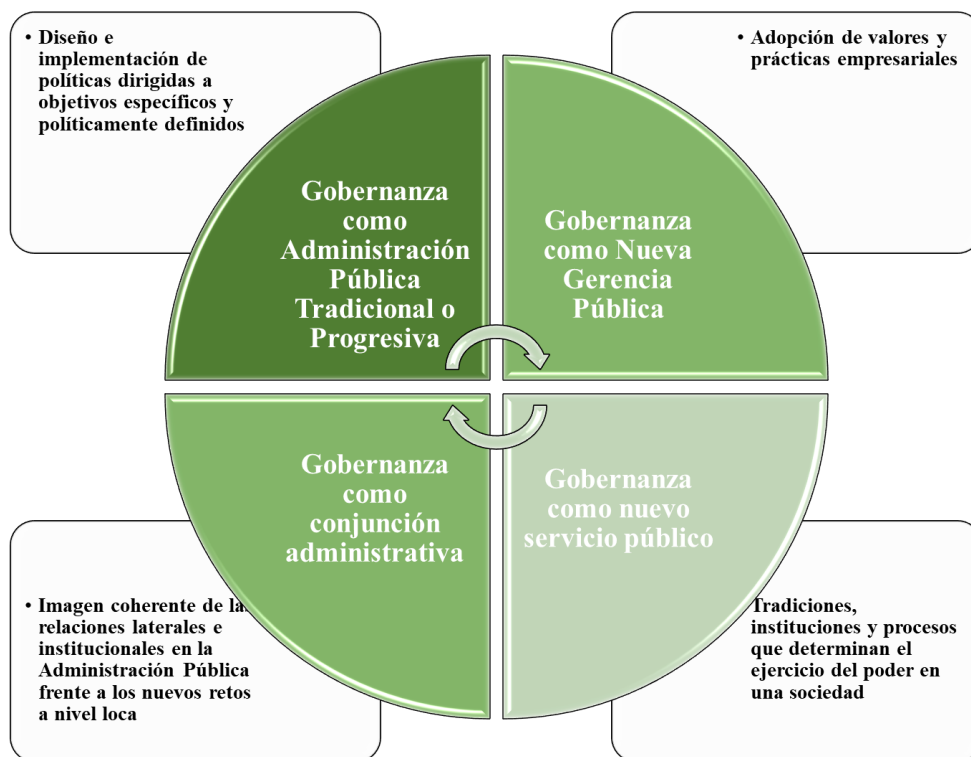 • Diseño e
implementación de
políticas dirigidas a
objetivos específicos y
políticamente definidos
• Adopción de valores y
prácticas empresariales
Gobernanza
como
Administración
Pública
Tradicional o
Progresiva
Gobernanza
como Nueva
Gerencia
Pública
Gobernanza
como
conjunción
administrativa
Gobernanza
como nuevo
servicio público
• Imagen coherente de las
relaciones laterales e
institucionales en la
Administración Pública
frente a los nuevos retos
a nivel loca
Tradiciones,
instituciones y procesos
que determinan el
ejercicio del poder en
una sociedad